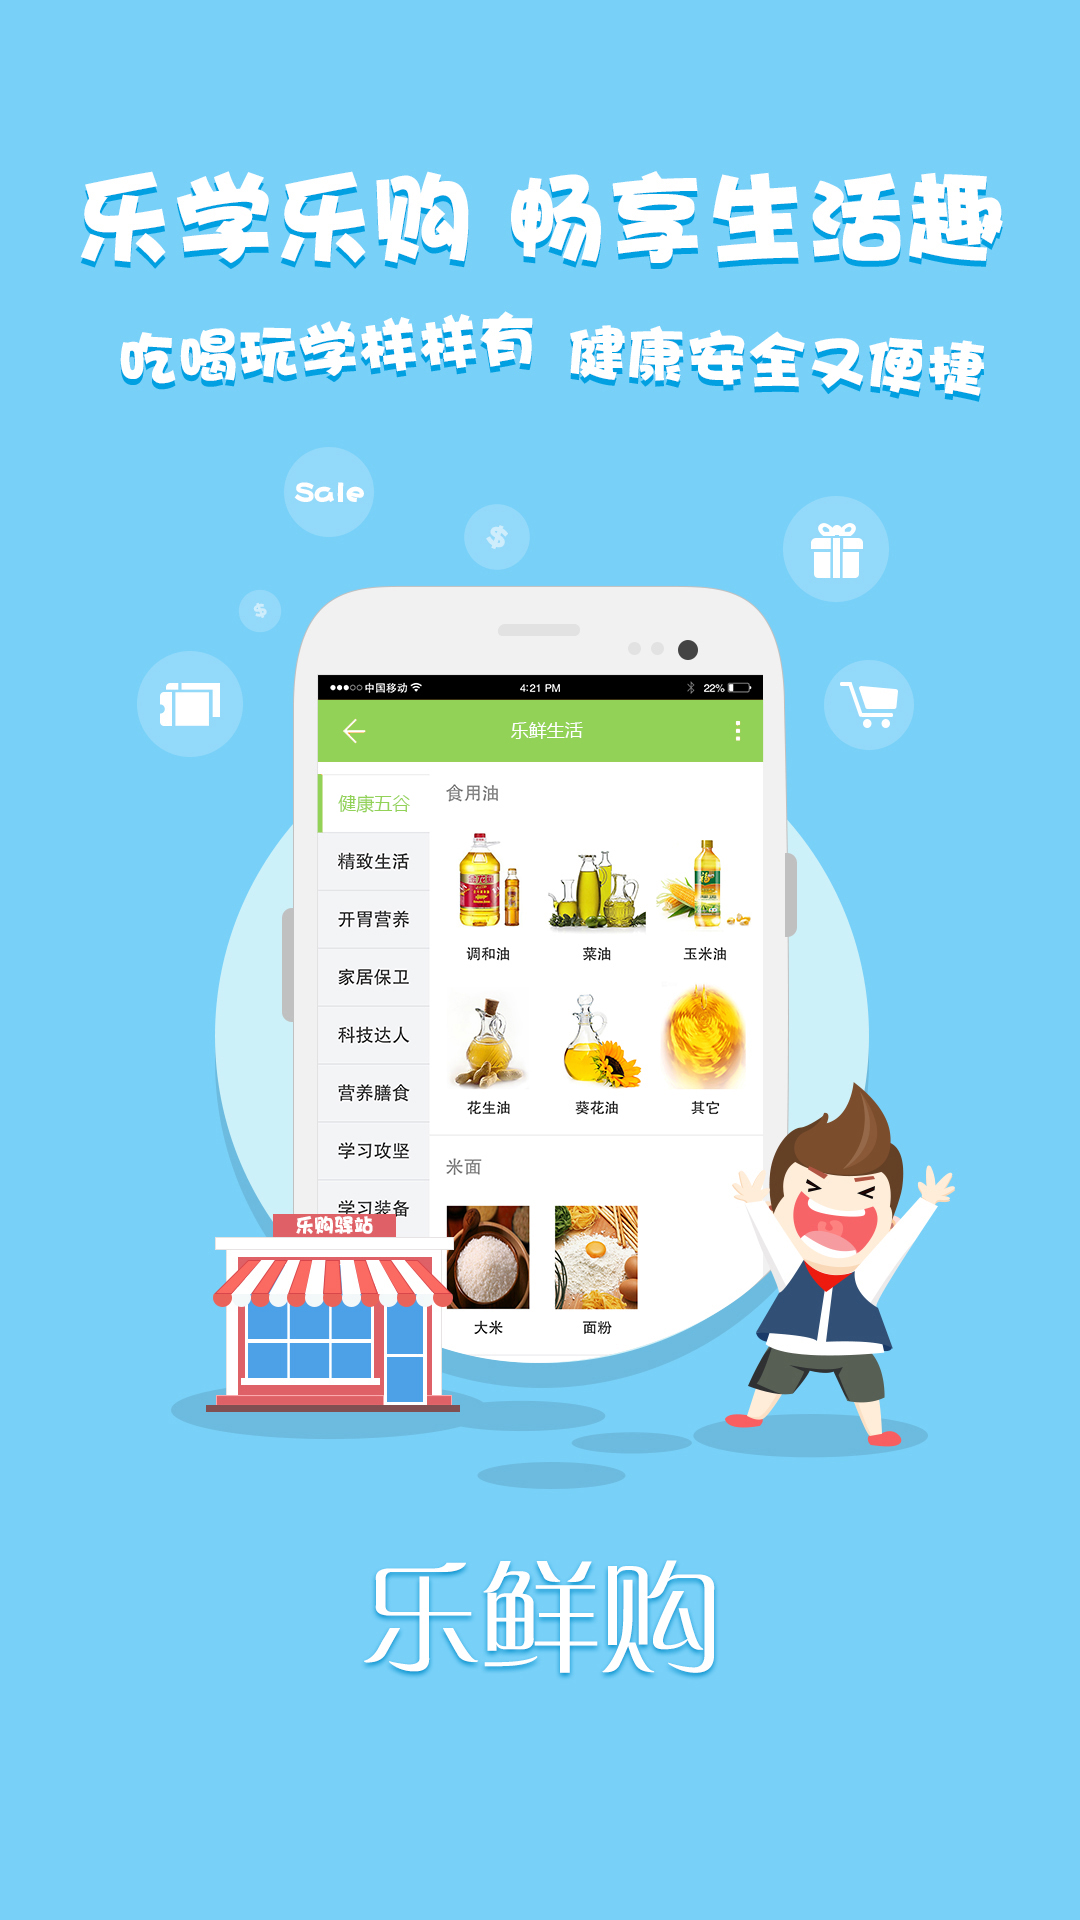 乐学乐购 畅享生活趣
吃喝玩学样样有 健康安全又便捷
Sale
$
$
中国移动 4:21 PM 22%
乐鲜生活
健康五谷
精致生活
开胃营养
家居保卫
科技达人
营养膳食
学习攻坚
学习装备
食用油
调和油 菜油 玉米油
花生油 葵花油 其它
米面
大米 面粉
乐购驿站
乐鲜购